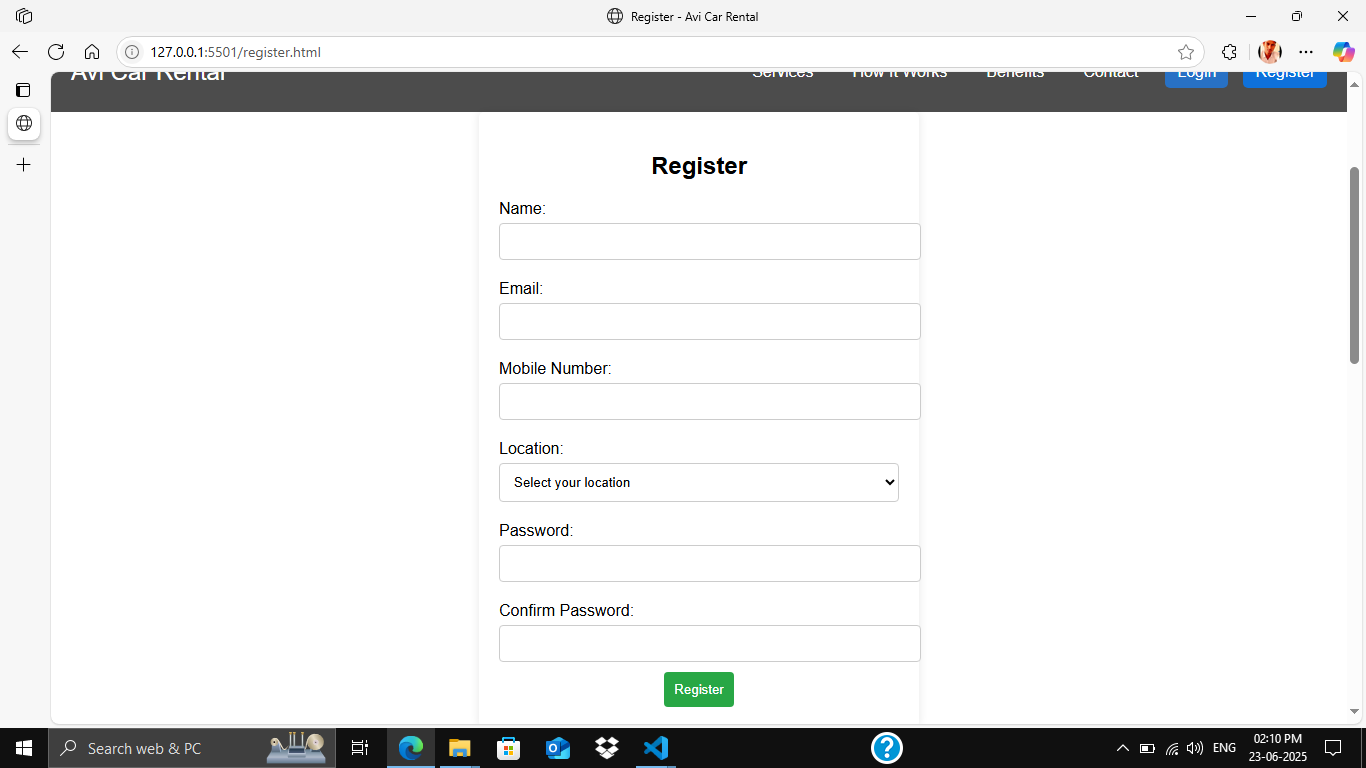 Register - Avi Car Rental
127.0.0.1:5501/register.html
Avi Car Rental
Services How It Works Benefits Contact Login Register
Register
Name:
Email:
Mobile Number:
Location:
Select your location
Password:
Confirm Password:
Register
Search web & PC
ENG
02:10 PM
23-06-2025